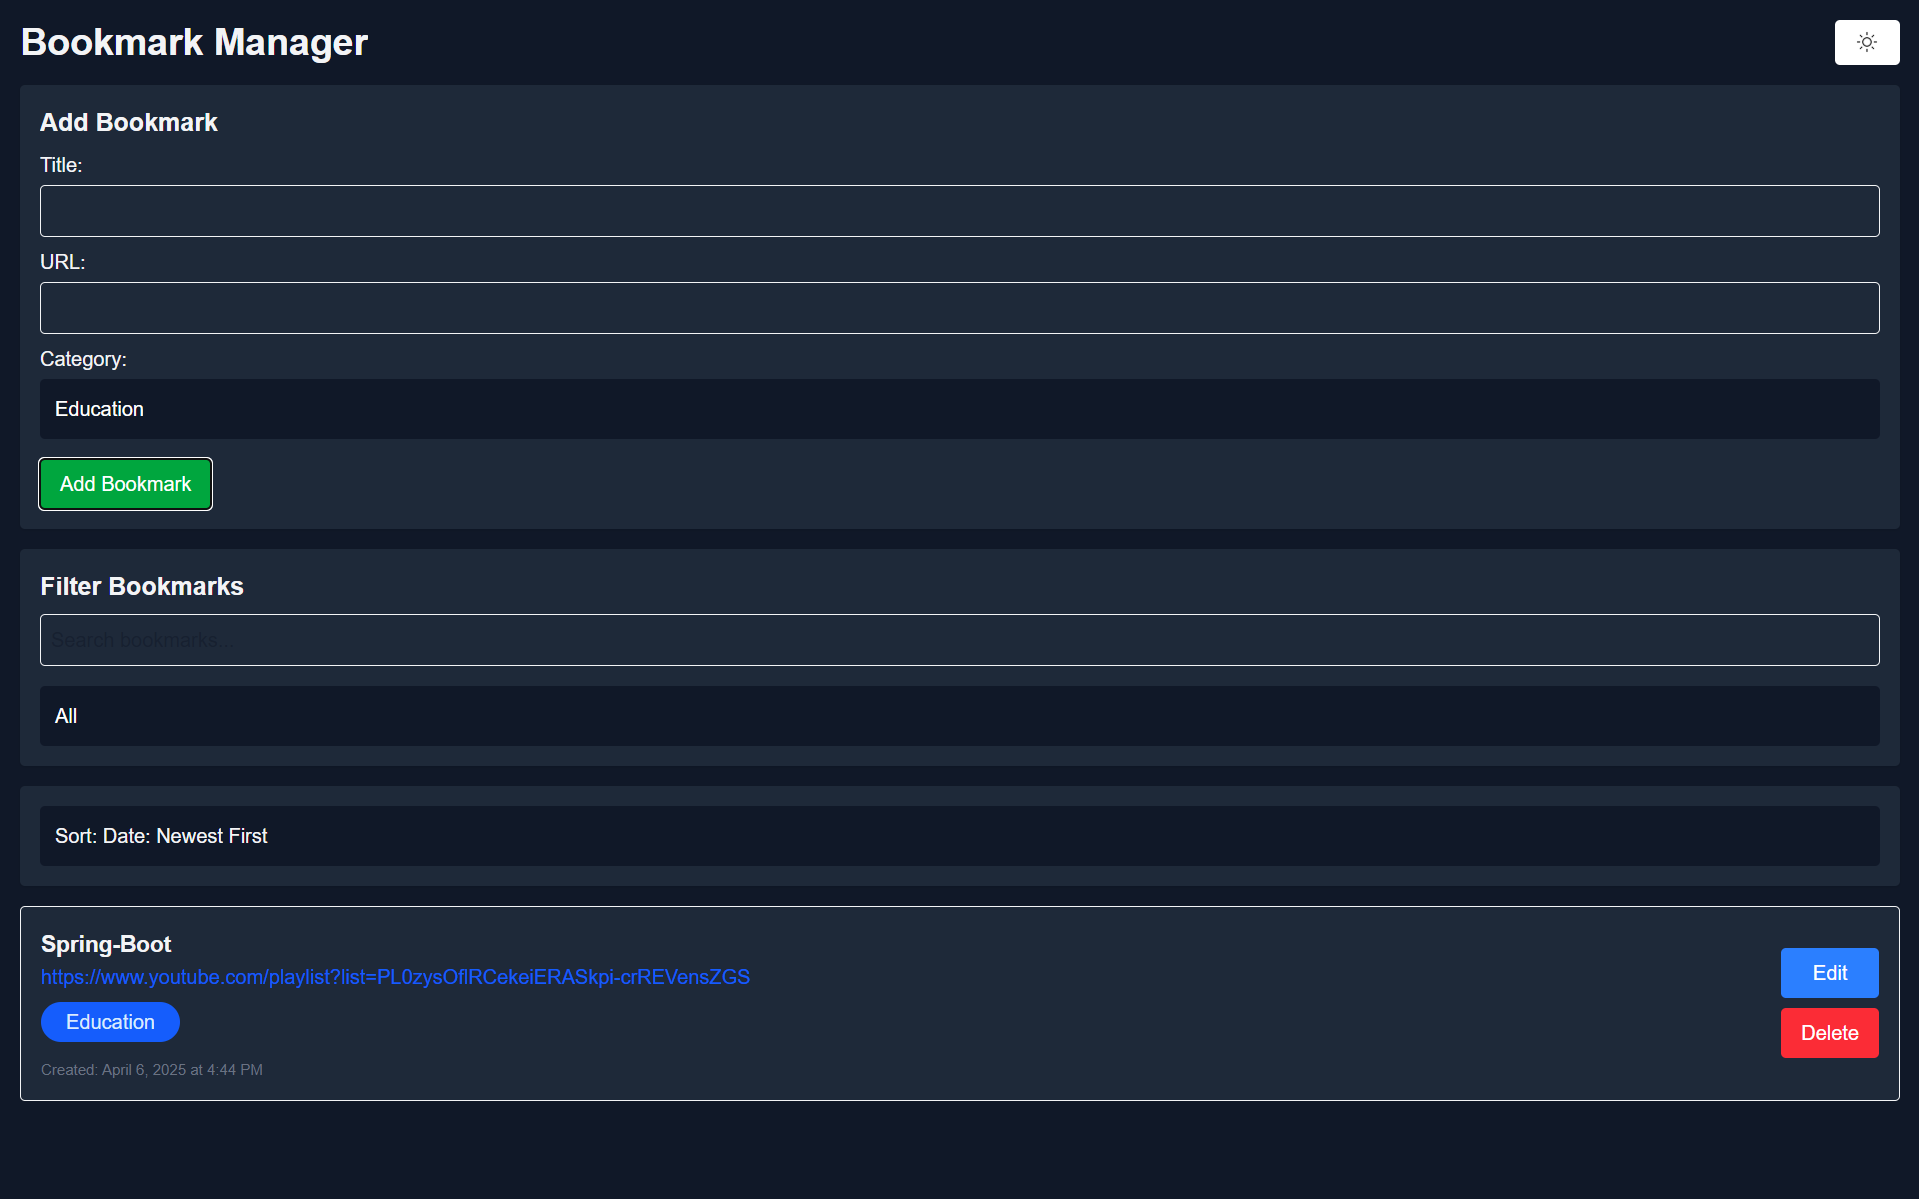 Bookmark Manager
Add Bookmark
Title:
URL:
Category:
Education
Add Bookmark
Filter Bookmarks
Search bookmarks...
All
Sort: Date: Newest First
Spring-Boot
https://www.youtube.com/playlist?list=PL0zysOflRCekeiERASkpi-crREVensZGS
Education
Created: April 6, 2025 at 4:44 PM
Edit
Delete